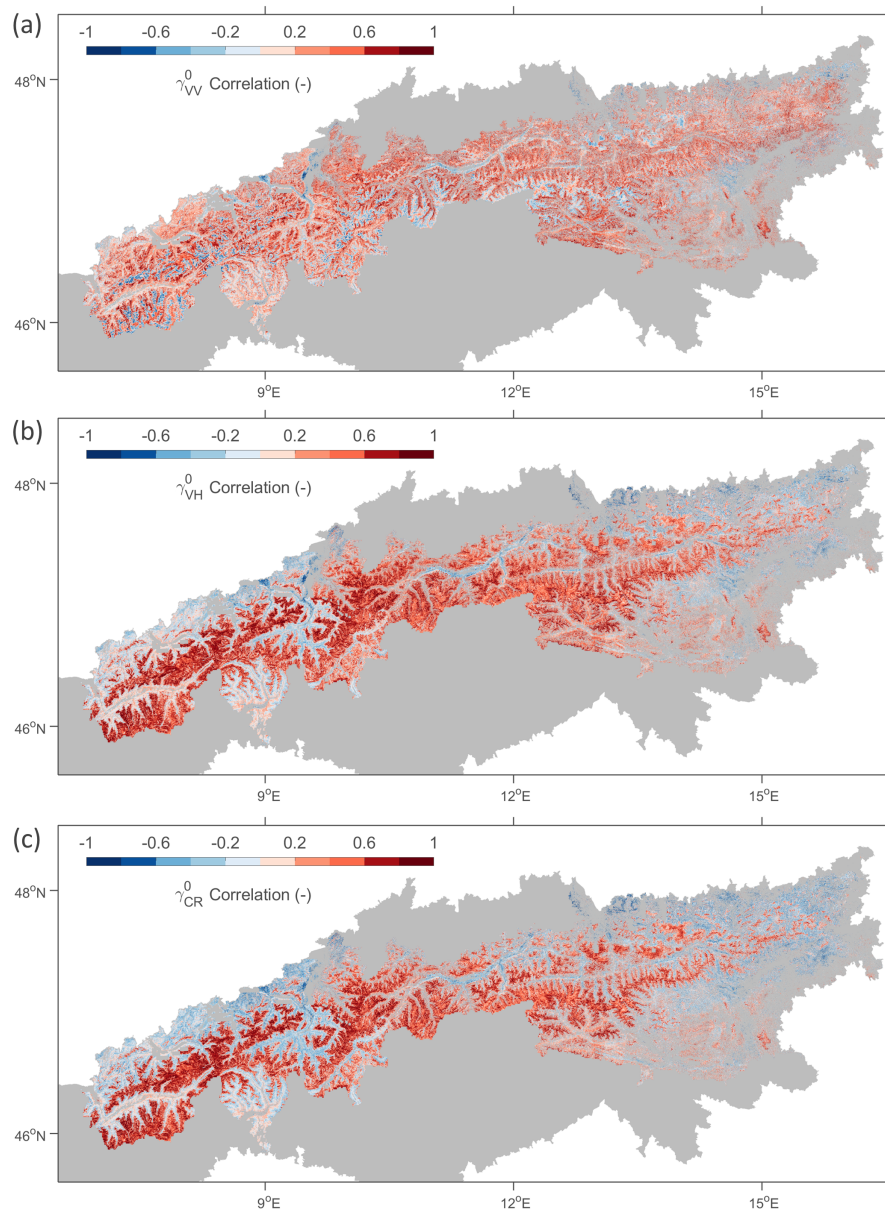 (a)
-1 -0.6 -0.2 0.2 0.6 1
γ⁰VV Correlation (-)
48°N
46°N
9°E 12°E 15°E
(b)
-1 -0.6 -0.2 0.2 0.6 1
γ⁰VH Correlation (-)
48°N
46°N
9°E 12°E 15°E
(c)
-1 -0.6 -0.2 0.2 0.6 1
γ⁰CR Correlation (-)
48°N
46°N
9°E 12°E 15°E